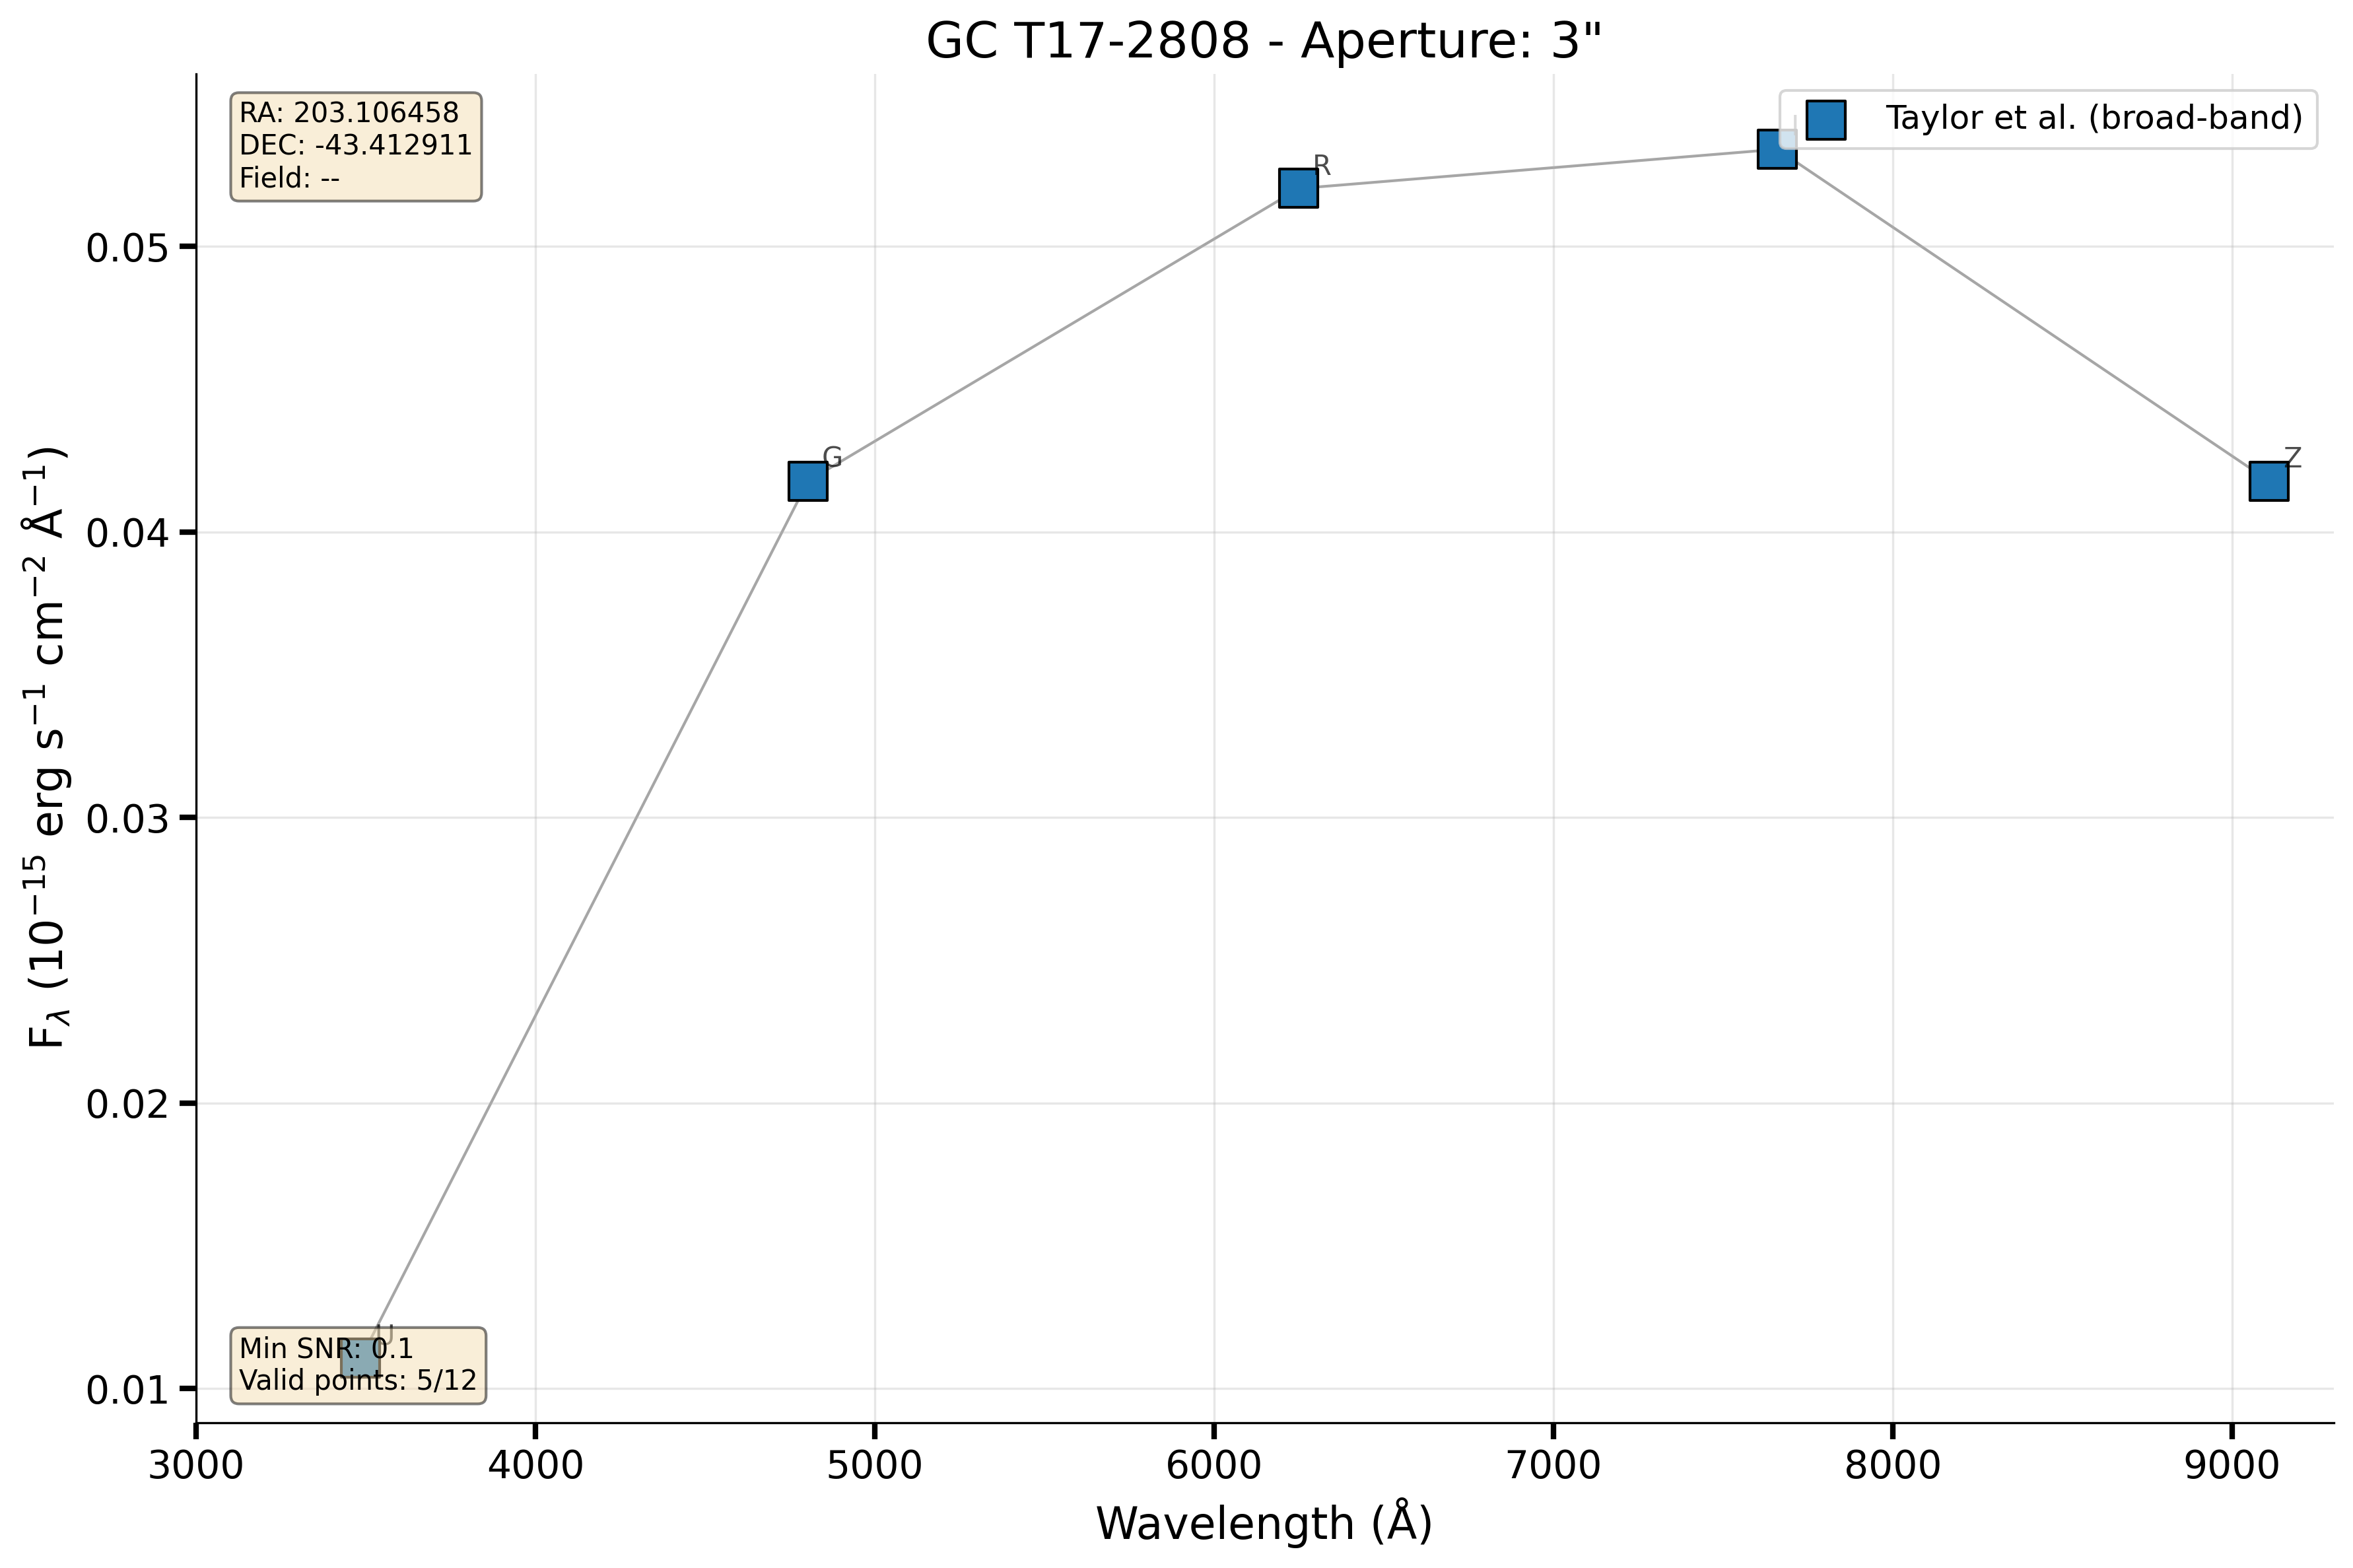 GC T17-2808 - Aperture: 3"
RA: 203.106458
DEC: -43.412911
Field: --
Taylor et al. (broad-band)
I
R
G
Z
U
Min SNR: 0.1
Valid points: 5/12
0.05
0.04
0.03
0.02
0.01
F_λ (10⁻¹⁵ erg s⁻¹ cm⁻² Å⁻¹)
3000 4000 5000 6000 7000 8000 9000
Wavelength (Å)